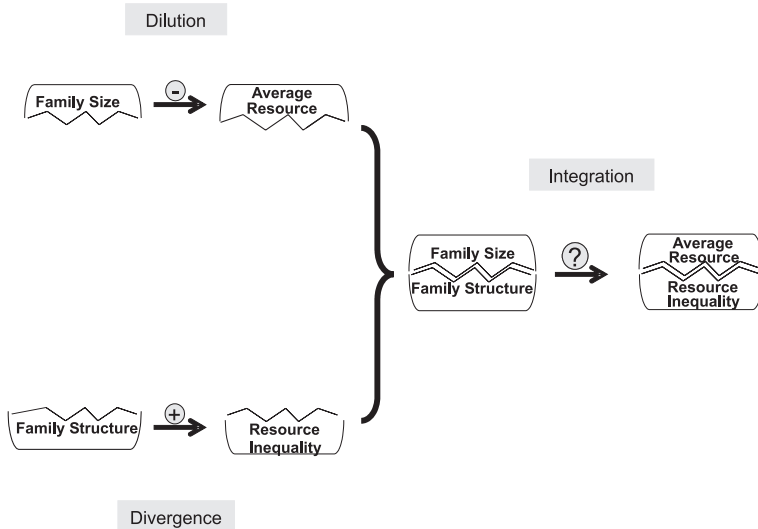 Dilution
Family Size
-
Average
Resource
Integration
Family Size
Family Structure
?
Average
Resource
Resource
Inequality
Family Structure
+
Resource
Inequality
Divergence